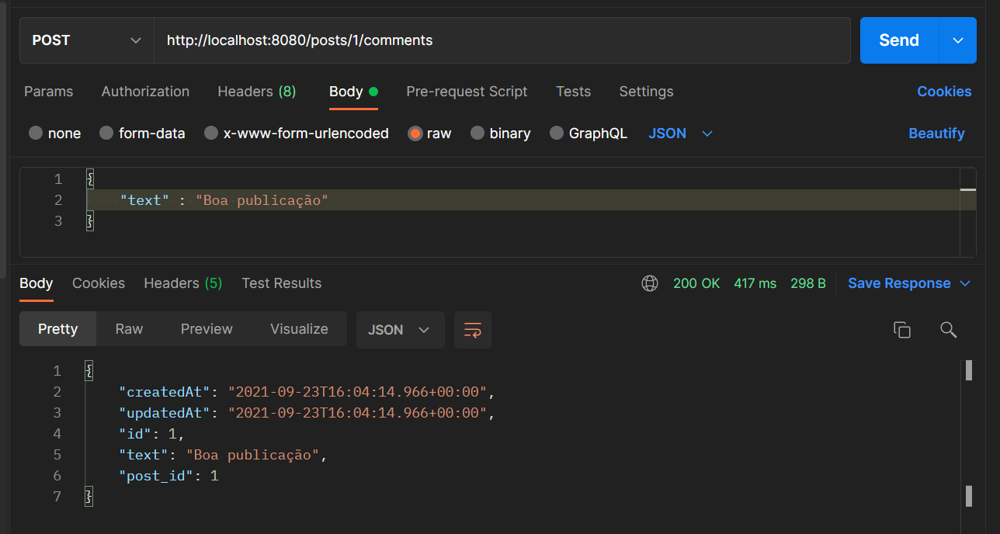 POST http://localhost:8080/posts/1/comments Send
Params Authorization Headers (8) Body Pre-request Script Tests Settings Cookies
none form-data x-www-form-urlencoded raw binary GraphQL JSON Beautify
1 {
2 "text" : "Boa publicação"
3 }
Body Cookies Headers (5) Test Results 200 OK 417 ms 298 B Save Response
Pretty Raw Preview Visualize JSON
1 {
2 "createdAt": "2021-09-23T16:04:14.966+00:00",
3 "updatedAt": "2021-09-23T16:04:14.966+00:00",
4 "id": 1,
5 "text": "Boa publicação",
6 "post_id": 1
7 }